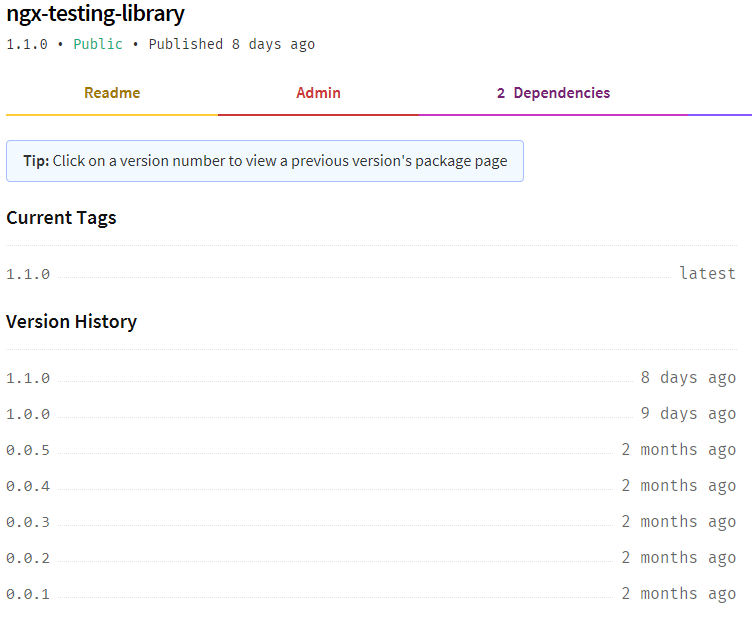 ngx-testing-library
1.1.0 • Public • Published 8 days ago
Readme Admin 2 Dependencies
Tip: Click on a version number to view a previous version's package page
Current Tags
1.1.0 latest
Version History
1.1.0 8 days ago
1.0.0 9 days ago
0.0.5 2 months ago
0.0.4 2 months ago
0.0.3 2 months ago
0.0.2 2 months ago
0.0.1 2 months ago